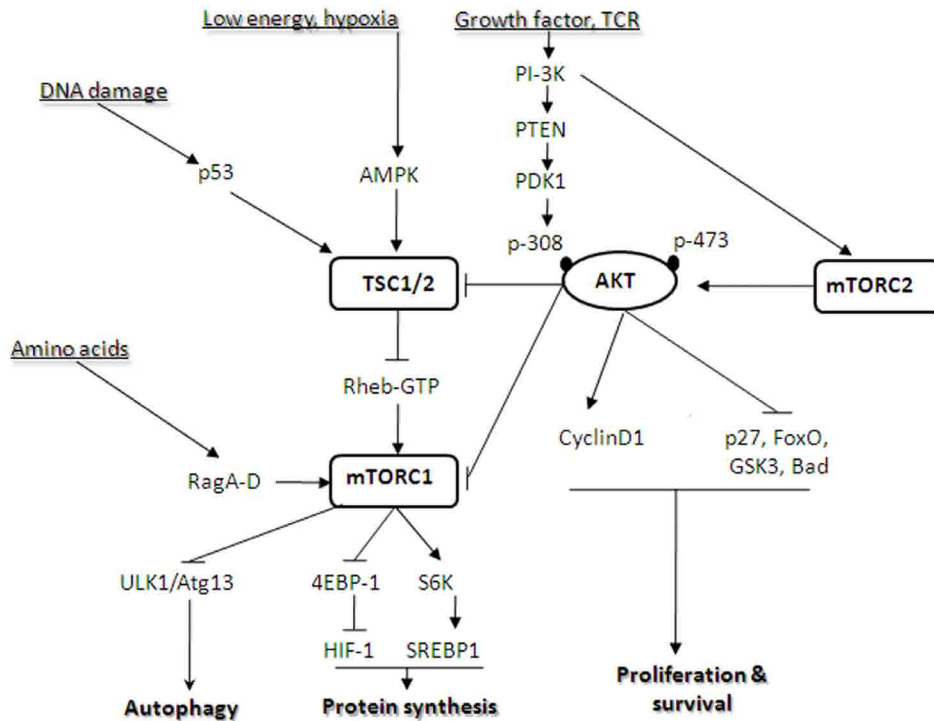 Low energy, hypoxia
Growth factor, TCR
PI-3K
DNA damage
PTEN
p53
AMPK
PDK1
p-308
p-473
TSC1/2
AKT
mTORC2
Amino acids
Rheb-GTP
CyclinD1
p27, FoxO,
GSK3, Bad
RagA-D
mTORC1
ULK1/Atg13
4EBP-1
S6K
HIF-1
SREBP1
Autophagy
Protein synthesis
Proliferation &
survival